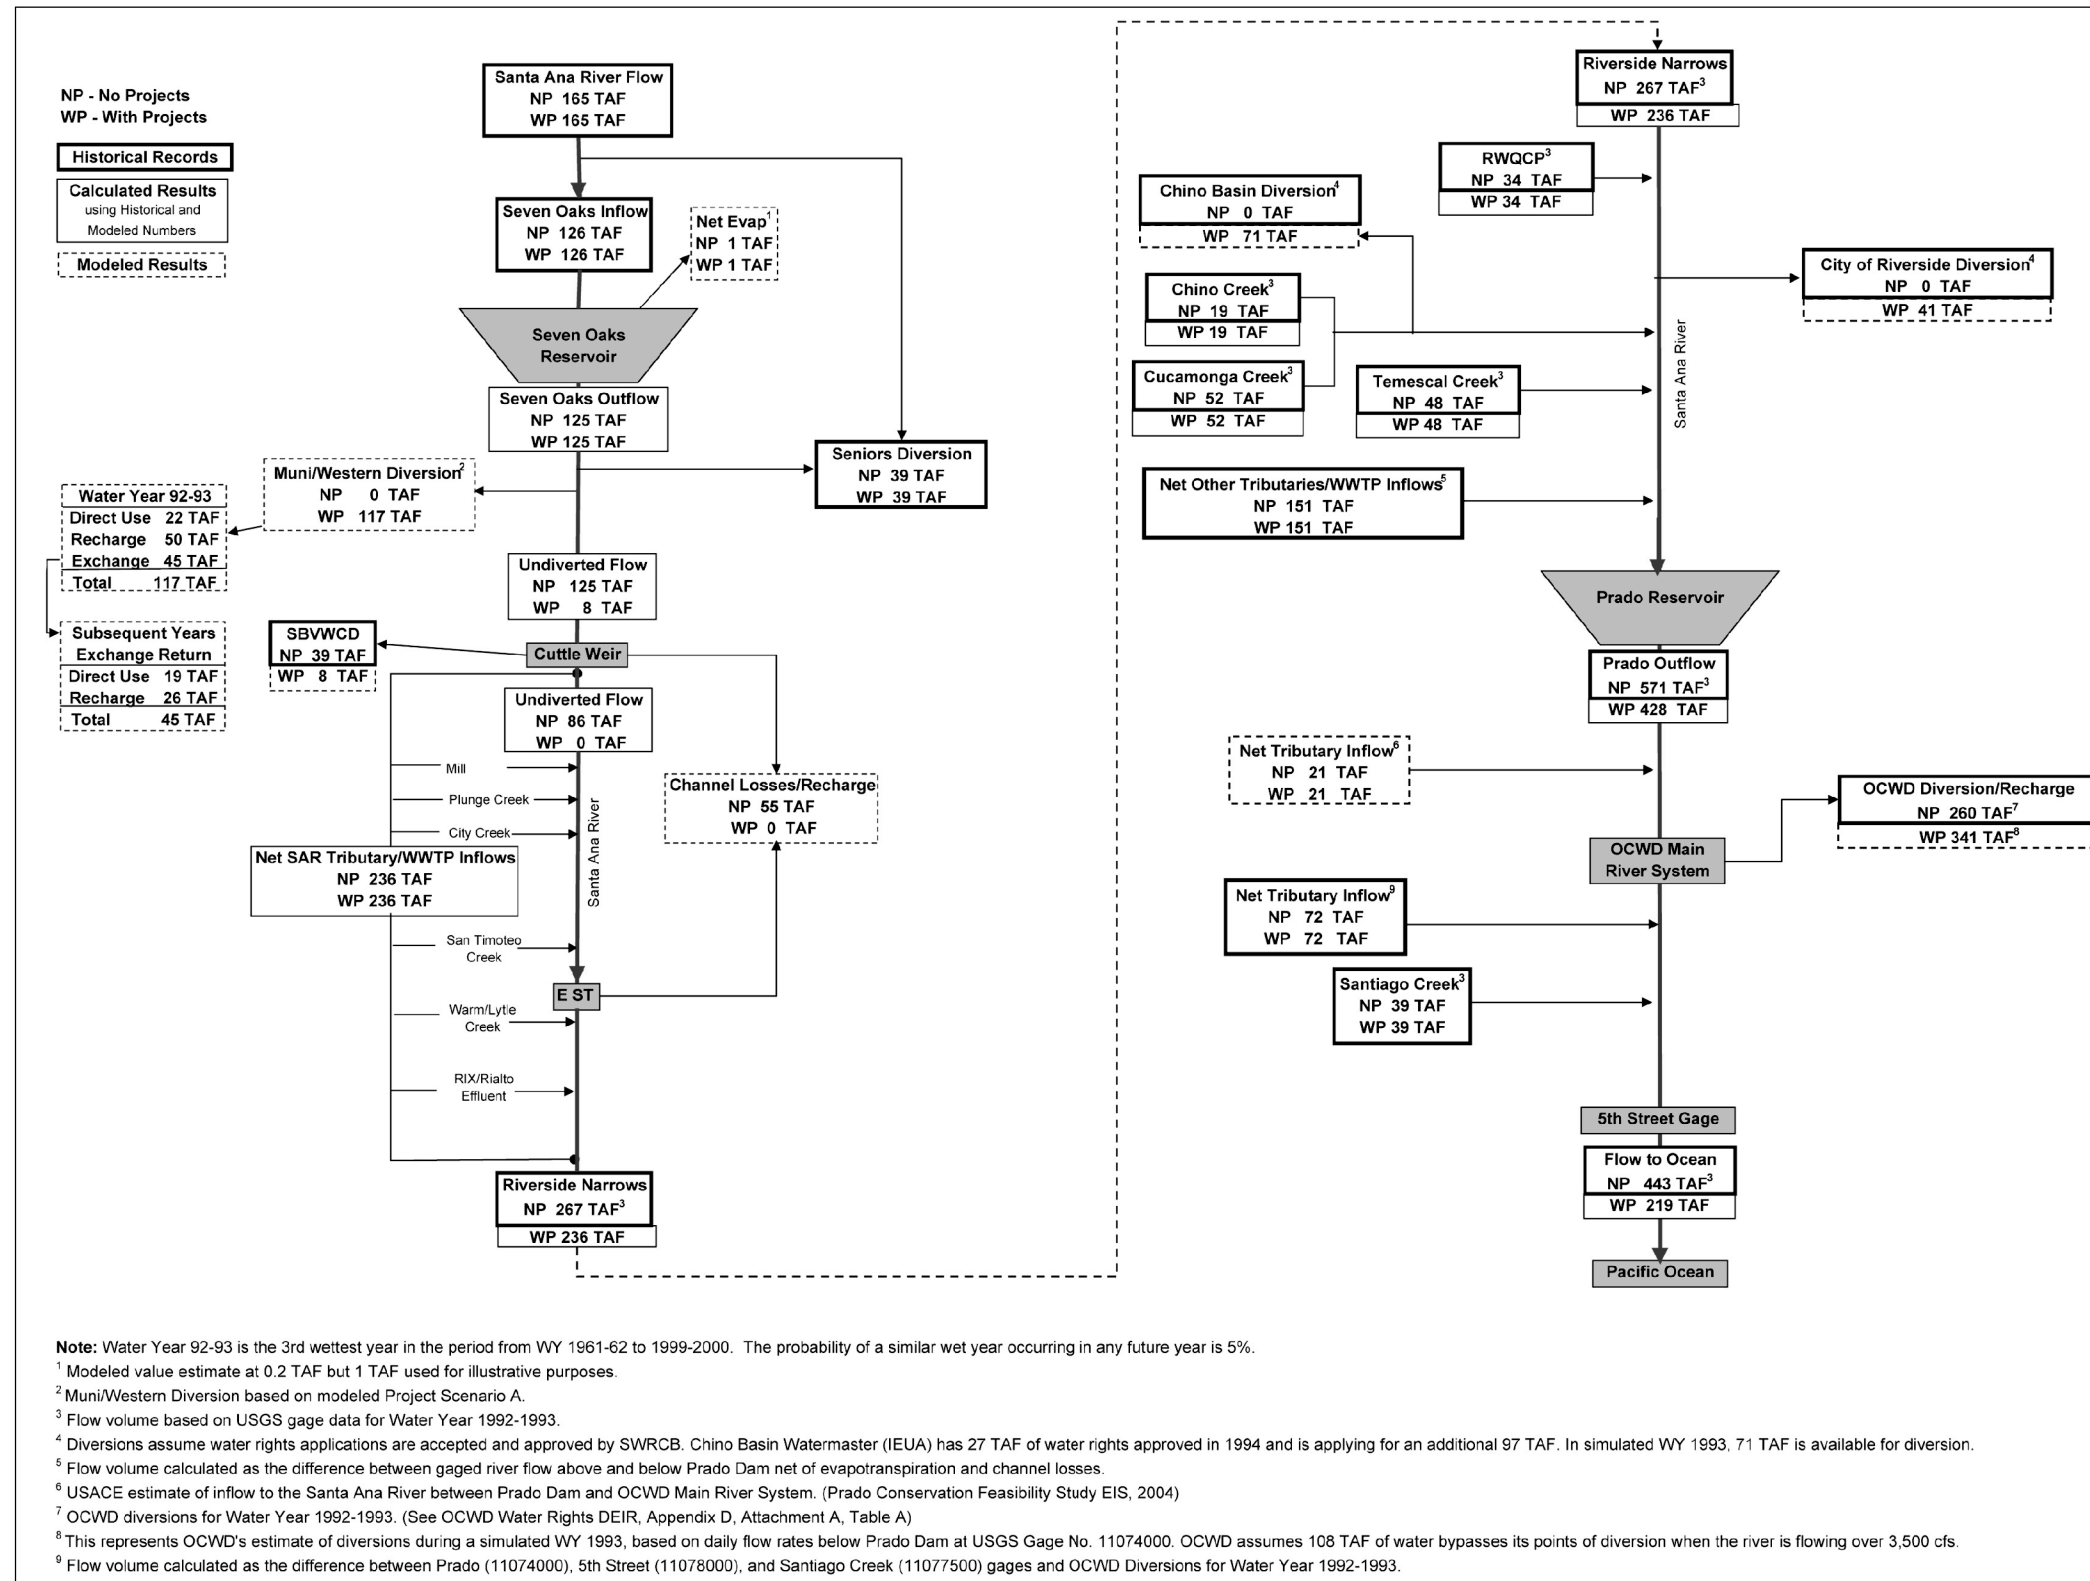 NP - No Projects
WP - With Projects
Historical Records
Calculated Results
using Historical and
Modeled Numbers
Modeled Results
Santa Ana River Flow
NP 165 TAF
WP 165 TAF
Seven Oaks Inflow
NP 126 TAF
WP 126 TAF
Net Evap1
NP 1 TAF
WP 1 TAF
Seven Oaks
Reservoir
Seven Oaks Outflow
NP 125 TAF
WP 125 TAF
Seniors Diversion
NP 39 TAF
WP 39 TAF
Muni/Western Diversion2
NP 0 TAF
WP 117 TAF
Water Year 92-93
Direct Use 22 TAF
Recharge 50 TAF
Exchange 45 TAF
Total 117 TAF
Subsequent Years
Exchange Return
Direct Use 19 TAF
Recharge 26 TAF
Total 45 TAF
Undiverted Flow
NP 125 TAF
WP 8 TAF
SBVWCD
NP 39 TAF
WP 8 TAF
Cuttle Weir
Undiverted Flow
NP 86 TAF
WP 0 TAF
Mill
Plunge Creek
City Creek
Channel Losses/Recharge
NP 55 TAF
WP 0 TAF
Santa Ana River
Net SAR Tributary/WWTP Inflows
NP 236 TAF
WP 236 TAF
San Timoteo
Creek
E ST
Warm/Lytle
Creek
RIX/Rialto
Effluent
Riverside Narrows
NP 267 TAF3
WP 236 TAF
Riverside Narrows
NP 267 TAF3
WP 236 TAF
RWQCP3
NP 34 TAF
WP 34 TAF
Chino Basin Diversion4
NP 0 TAF
WP 71 TAF
City of Riverside Diversion4
NP 0 TAF
WP 41 TAF
Chino Creek3
NP 19 TAF
WP 19 TAF
Cucamonga Creek3
NP 52 TAF
WP 52 TAF
Temescal Creek3
NP 48 TAF
WP 48 TAF
Santa Ana River
Net Other Tributaries/WWTP Inflows5
NP 151 TAF
WP 151 TAF
Prado Reservoir
Prado Outflow
NP 571 TAF3
WP 428 TAF
Net Tributary Inflow6
NP 21 TAF
WP 21 TAF
OCWD Diversion/Recharge
NP 260 TAF7
WP 341 TAF8
OCWD Main
River System
Net Tributary Inflow9
NP 72 TAF
WP 72 TAF
Santiago Creek3
NP 39 TAF
WP 39 TAF
5th Street Gage
Flow to Ocean
NP 443 TAF3
WP 219 TAF
Pacific Ocean
Note: Water Year 92-93 is the 3rd wettest year in the period from WY 1961-62 to 1999-2000. The probability of a similar wet year occurring in any future year is 5%.
1 Modeled value estimate at 0.2 TAF but 1 TAF used for illustrative purposes.
2 Muni/Western Diversion based on modeled Project Scenario A.
3 Flow volume based on USGS gage data for Water Year 1992-1993.
4 Diversions assume water rights applications are accepted and approved by SWRCB. Chino Basin Watermaster (IEUA) has 27 TAF of water rights approved in 1994 and is applying for an additional 97 TAF. In simulated WY 1993, 71 TAF is available for diversion.
5 Flow volume calculated as the difference between gaged river flow above and below Prado Dam net of evapotranspiration and channel losses.
6 USACE estimate of inflow to the Santa Ana River between Prado Dam and OCWD Main River System. (Prado Conservation Feasibility Study EIS, 2004)
7 OCWD diversions for Water Year 1992-1993. (See OCWD Water Rights DEIR, Appendix D, Attachment A, Table A)
8 This represents OCWD's estimate of diversions during a simulated WY 1993, based on daily flow rates below Prado Dam at USGS Gage No. 11074000. OCWD assumes 108 TAF of water bypasses its points of diversion when the river is flowing over 3,500 cfs.
9 Flow volume calculated as the difference between Prado (11074000), 5th Street (11078000), and Santiago Creek (11077500) gages and OCWD Diversions for Water Year 1992-1993.